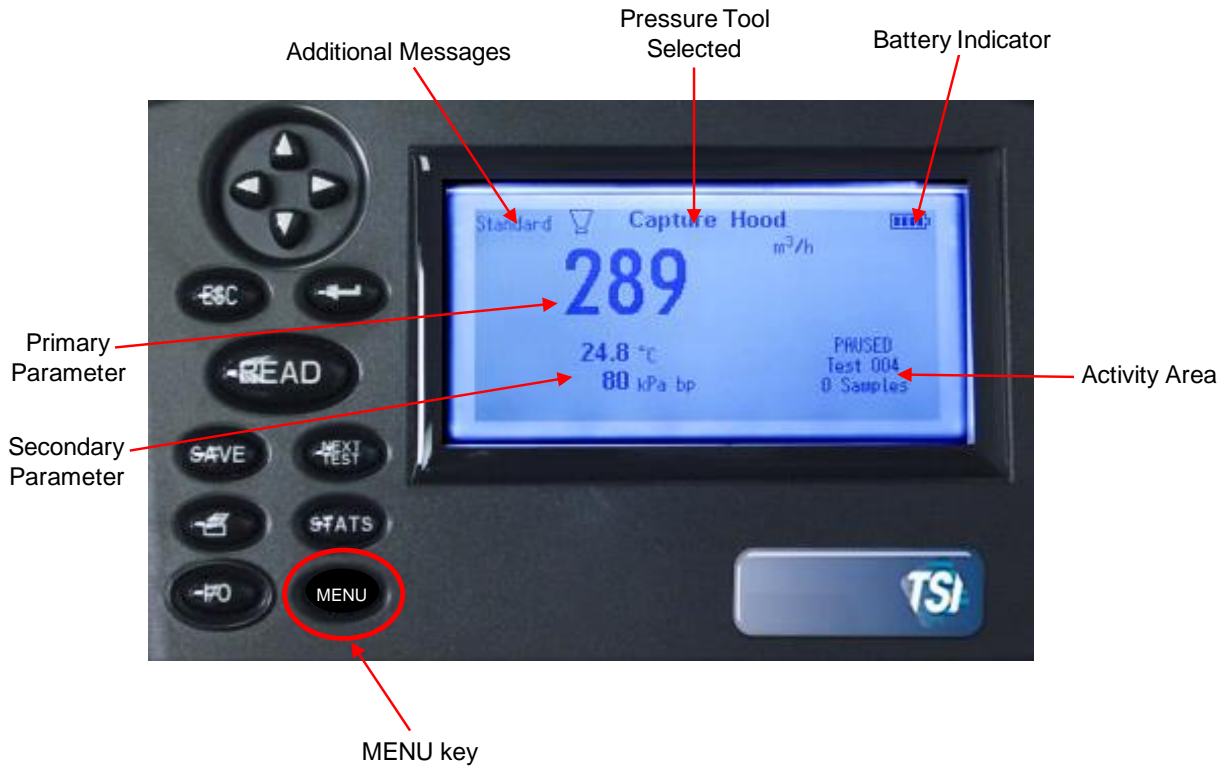 Pressure Tool
Selected
Additional Messages
Battery Indicator
Standard Capture Hood
m³/h
289
24.8 °C
80 kPa bp
PAUSED
Test 004
0 Samples
Primary
Parameter
Secondary
Parameter
Activity Area
ESC
READ
SAVE
NEXT
TEST
STATS
I/O
MENU
TSI
MENU key